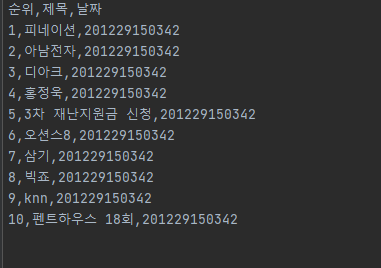 순위,제목,날짜
1,피네이션,201229150342
2,아남전자,201229150342
3,디아크,201229150342
4,홍정욱,201229150342
5,3차 재난지원금 신청,201229150342
6,오션스8,201229150342
7,삼기,201229150342
8,빅죠,201229150342
9,knn,201229150342
10,펜트하우스 18회,201229150342